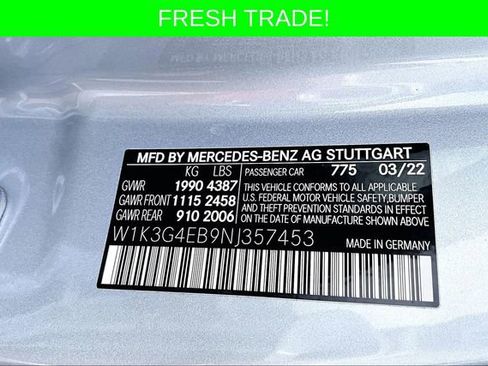 FRESH TRADE!
MFD BY MERCEDES-BENZ AG STUTTGART
KG LBS PASSENGER CAR 775 03/22
GVWR 1990 4387
GAWR FRONT 1115 2458
GAWR REAR 910 2006
THIS VEHICLE CONFORMS TO ALL APPLICABLE
U.S. FEDERAL MOTOR VEHICLE SAFETY, BUMPER
AND THEFT PREVENTION STANDARDS IN EFFECT
ON THE DATE OF MANUFACTURE SHOWN ABOVE.
W1K3G4EB9NJ357453
MADE IN GERMANY